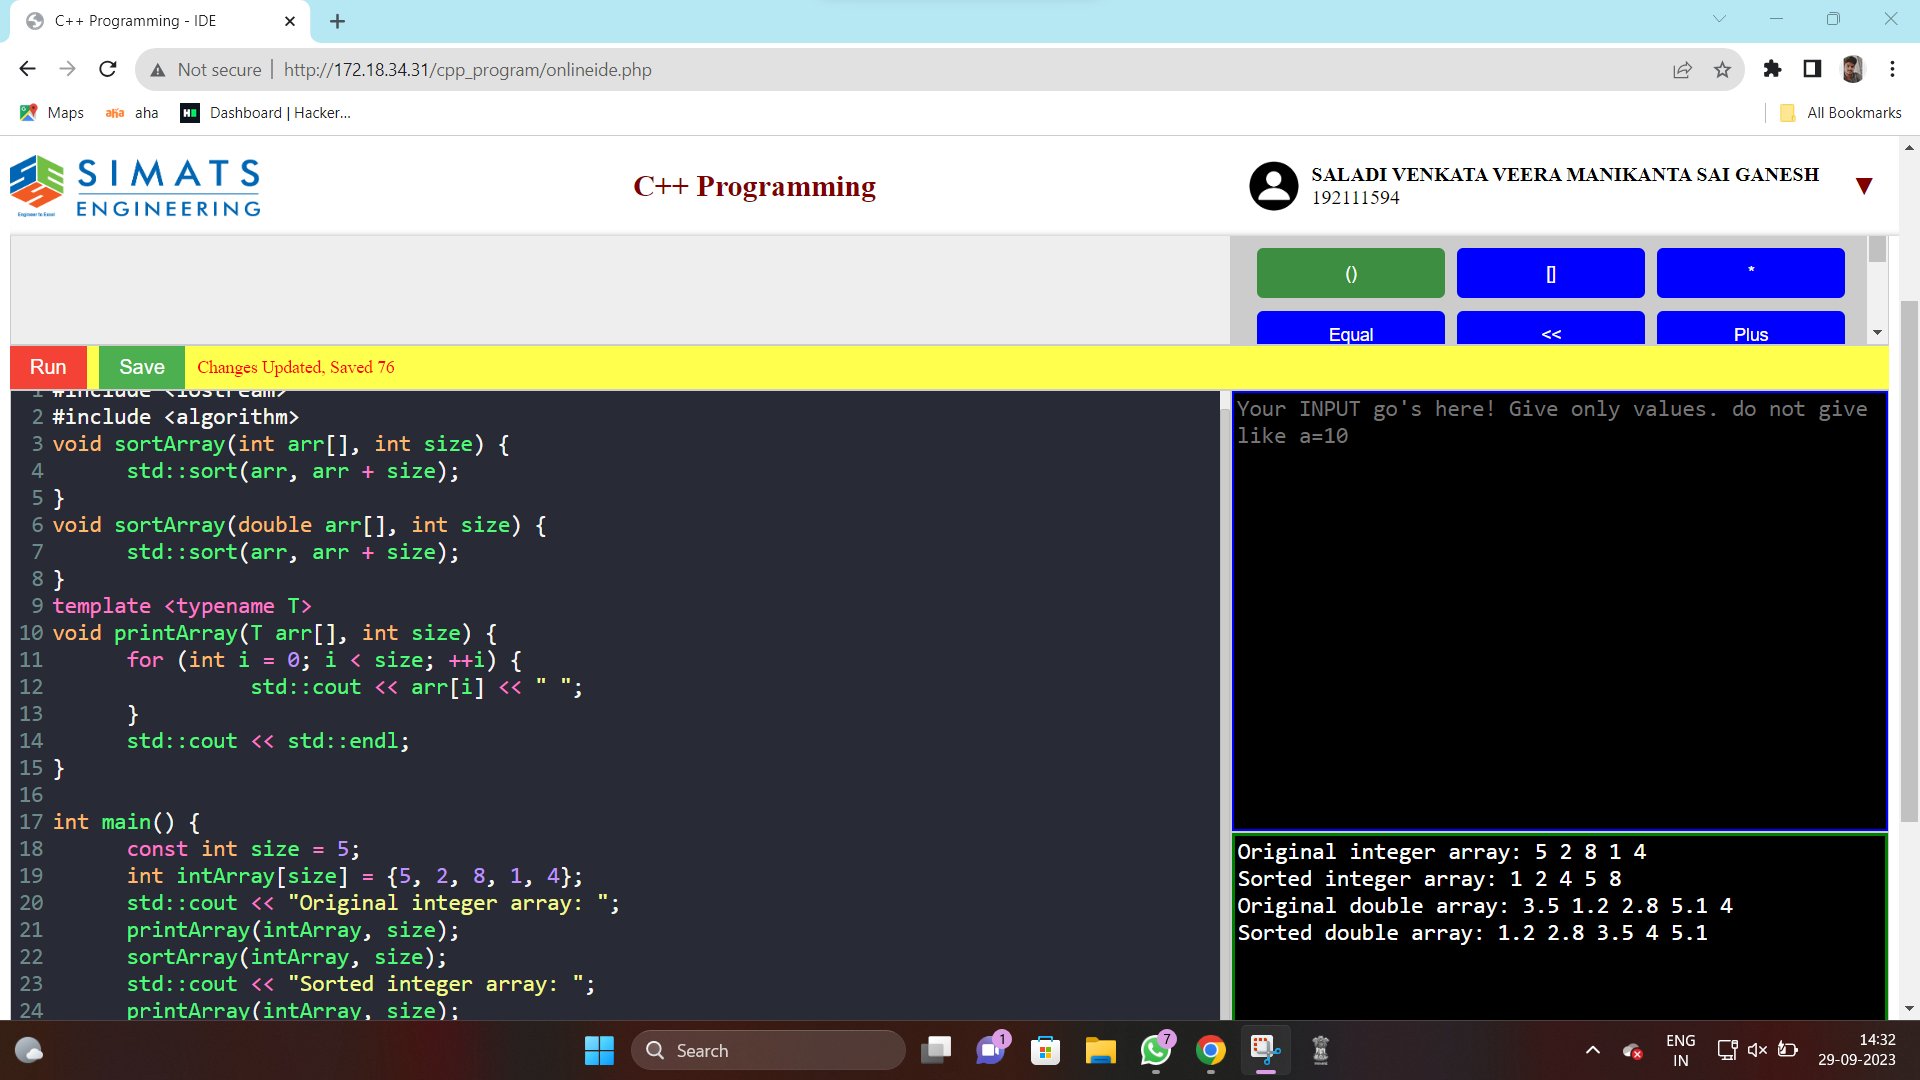 C++ Programming - IDE
Not secure http://172.18.34.31/cpp_program/onlineide.php
Maps aha aha Dashboard | Hacker... All Bookmarks
SIMATS
ENGINEERING
Engineer to Excel
C++ Programming
SALADI VENKATA VEERA MANIKANTA SAI GANESH
192111594
() [] *
Equal << Plus
Run Save Changes Updated, Saved 76
1 #include <iostream>
2 #include <algorithm>
3 void sortArray(int arr[], int size) {
4 std::sort(arr, arr + size);
5 }
6 void sortArray(double arr[], int size) {
7 std::sort(arr, arr + size);
8 }
9 template <typename T>
10 void printArray(T arr[], int size) {
11 for (int i = 0; i < size; ++i) {
12 std::cout << arr[i] << " ";
13 }
14 std::cout << std::endl;
15 }
16
17 int main() {
18 const int size = 5;
19 int intArray[size] = {5, 2, 8, 1, 4};
20 std::cout << "Original integer array: ";
21 printArray(intArray, size);
22 sortArray(intArray, size);
23 std::cout << "Sorted integer array: ";
24 printArray(intArray, size);
Your INPUT go's here! Give only values. do not give
like a=10
Original integer array: 5 2 8 1 4
Sorted integer array: 1 2 4 5 8
Original double array: 3.5 1.2 2.8 5.1 4
Sorted double array: 1.2 2.8 3.5 4 5.1
Search
1
7
ENG
IN
14:32
29-09-2023